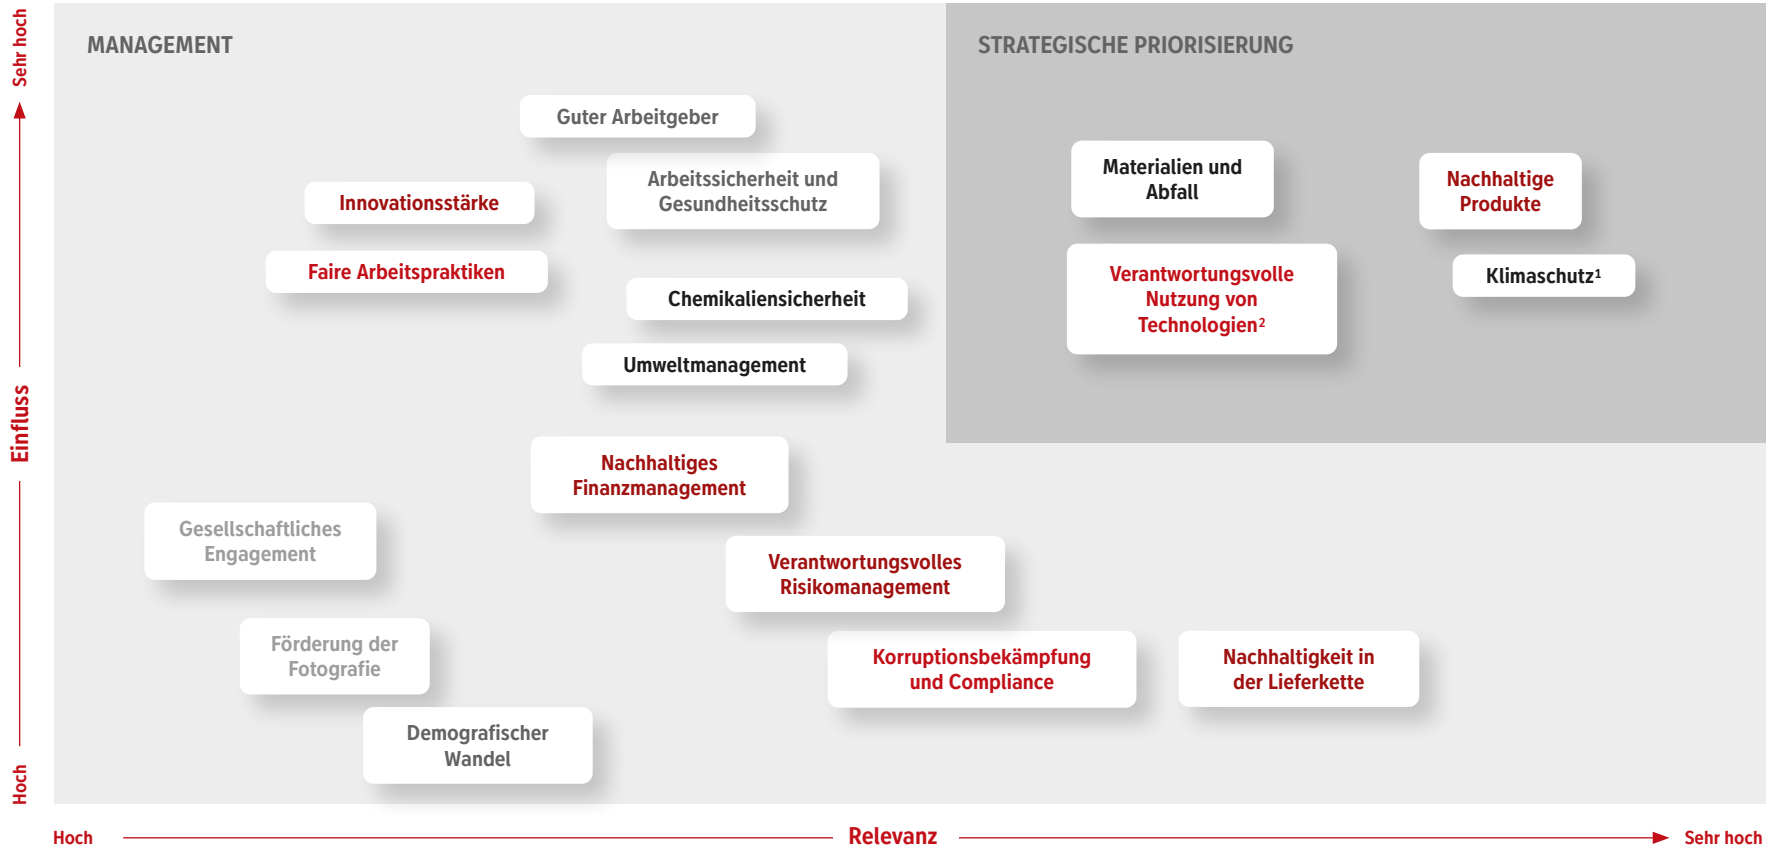 Sehr hoch
Einfluss
Hoch
MANAGEMENT
STRATEGISCHE PRIORISIERUNG
Guter Arbeitgeber
Arbeitssicherheit und
Gesundheitsschutz
Innovationsstärke
Faire Arbeitspraktiken
Chemikaliensicherheit
Umweltmanagement
Materialien und
Abfall
Nachhaltige
Produkte
Verantwortungsvolle
Nutzung von
Technologien²
Klimaschutz¹
Nachhaltiges
Finanzmanagement
Gesellschaftliches
Engagement
Verantwortungsvolles
Risikomanagement
Förderung der
Fotografie
Korruptionsbekämpfung
und Compliance
Nachhaltigkeit in
der Lieferkette
Demografischer
Wandel
Hoch
Relevanz
Sehr hoch